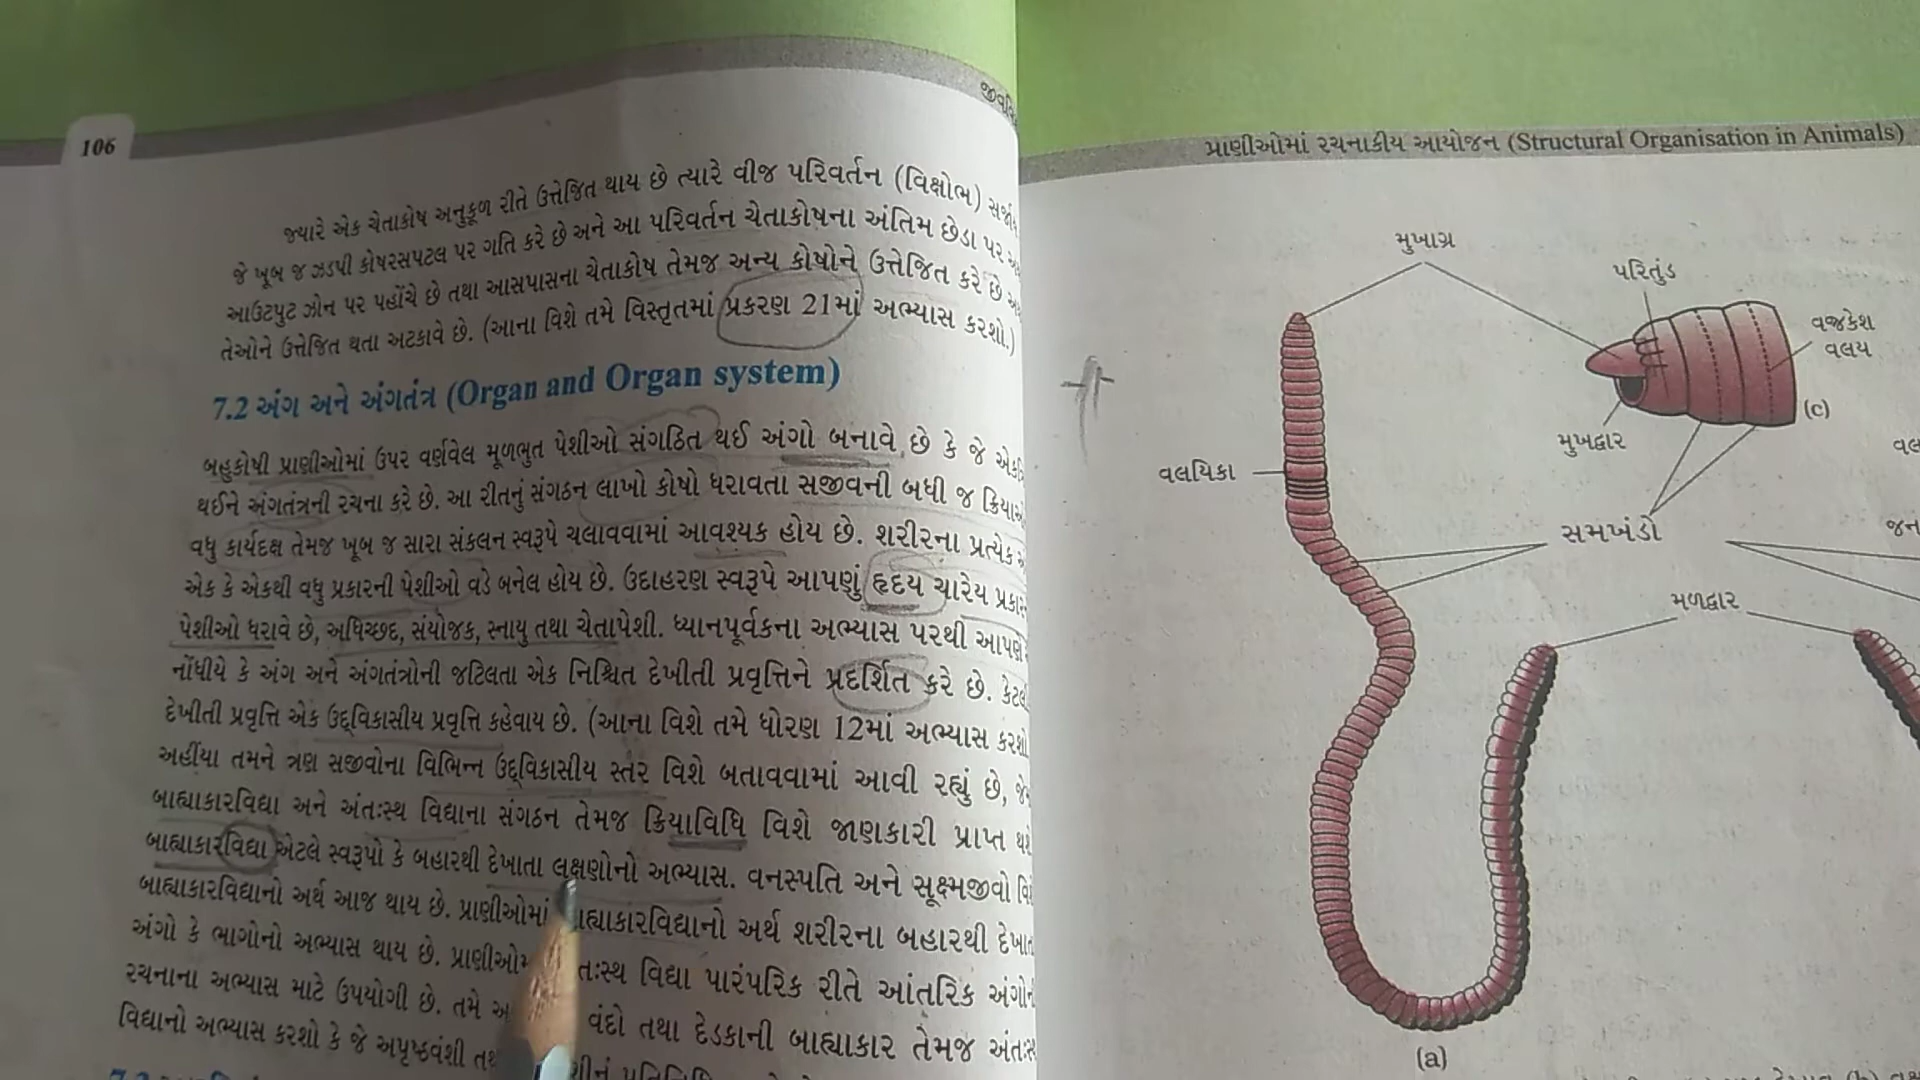 106
જીવવિ
જ્યારે એક ચેતાકોષ અનુકૂળ રીતે ઉત્તેજિત થાય છે ત્યારે વીજ પરિવર્તન (વિક્ષોભ)
જે ખૂબ જ ઝડપી કોષરસપટલ પર ગતિ કરે છે અને આ પરિવર્તન ચેતાકોષના અંતિમ છેડા પર
આઉટપુટ ઝોન પર પહોંચે છે તથા આસપાસના ચેતાકોષ તેમજ અન્ય કોષોને ઉત્તેજિત કરે છે
તેઓને ઉત્તેજિત થતા અટકાવે છે. (આના વિશે તમે વિસ્તૃતમાં પ્રકરણ 21માં અભ્યાસ કરશો.)
7.2 અંગ અને અંગતંત્ર (Organ and Organ system)
બહુકોષી પ્રાણીઓમાં ઉપર વર્ણવેલ મૂળભુત પેશીઓ સંગઠિત થઈ અંગો બનાવે છે કે જે
થઈને અંગતંત્રની રચના કરે છે. આ રીતનું સંગઠન લાખો કોષો ધરાવતા સજીવની બધી જ
વધુ કાર્યદક્ષ તેમજ ખૂબ જ સારા સંકલન સ્વરૂપે ચલાવવામાં આવશ્યક હોય છે. શરીરના પ્રત્યેક
એક કે એકથી વધુ પ્રકારની પેશીઓ વડે બનેલ હોય છે. ઉદાહરણ સ્વરૂપે આપણું હૃદય ચારેય
પેશીઓ ધરાવે છે, અધિચ્છદ, સંયોજક, સ્નાયુ તથા ચેતાપેશી. ધ્યાનપૂર્વકના અભ્યાસ પરથી
નોંધીયે કે અંગ અને અંગતંત્રોની જટિલતા એક નિશ્ચિત દેખીતી પ્રવૃત્તિને પ્રદર્શિત કરે છે.
દેખીતી પ્રવૃત્તિ એક ઉદ્દવિકાસીય પ્રવૃત્તિ કહેવાય છે. (આના વિશે તમે ધોરણ 12માં અભ્યાસ કરશો
અહીંયા તમને ત્રણ સજીવોના વિભિન્ન ઉદ્દવિકાસીય સ્તર વિશે બતાવવામાં આવી રહ્યું છે,
બાહ્યાકારવિદ્યા અને અંતઃસ્થ વિદ્યાના સંગઠન તેમજ ક્રિયાવિધિ વિશે જાણકારી પ્રાપ્ત
બાહ્યાકારવિદ્યા એટલે સ્વરૂપો કે બહારથી દેખાતા લક્ષણોનો અભ્યાસ. વનસ્પતિ અને સૂક્ષ્મજીવો
બાહ્યાકારવિદ્યાનો અર્થ આજ થાય છે. પ્રાણીઓમાં બાહ્યાકારવિદ્યાનો અર્થ શરીરના બહારથી
અંગો કે ભાગોનો અભ્યાસ થાય છે. વિદ્યા પારંપરિક રીતે આંતરિક
રચનાના અભ્યાસ માટે ઉપયોગી છે. તમે વંદો તથા દેડકાની બાહ્યાકાર તેમજ
વિદ્યાનો અભ્યાસ કરશો કે જે અપૃષ્ઠવંશી
પ્રાણીઓમાં રચનાકીય આયોજન (Structural Organisation in Animals)
મુખાગ્ર
પરિતુંડ
વજ્રકેશ
વલય
(c)
મુખદ્વાર
વલયિકા
સમખંડો
મળદ્વાર
(a)